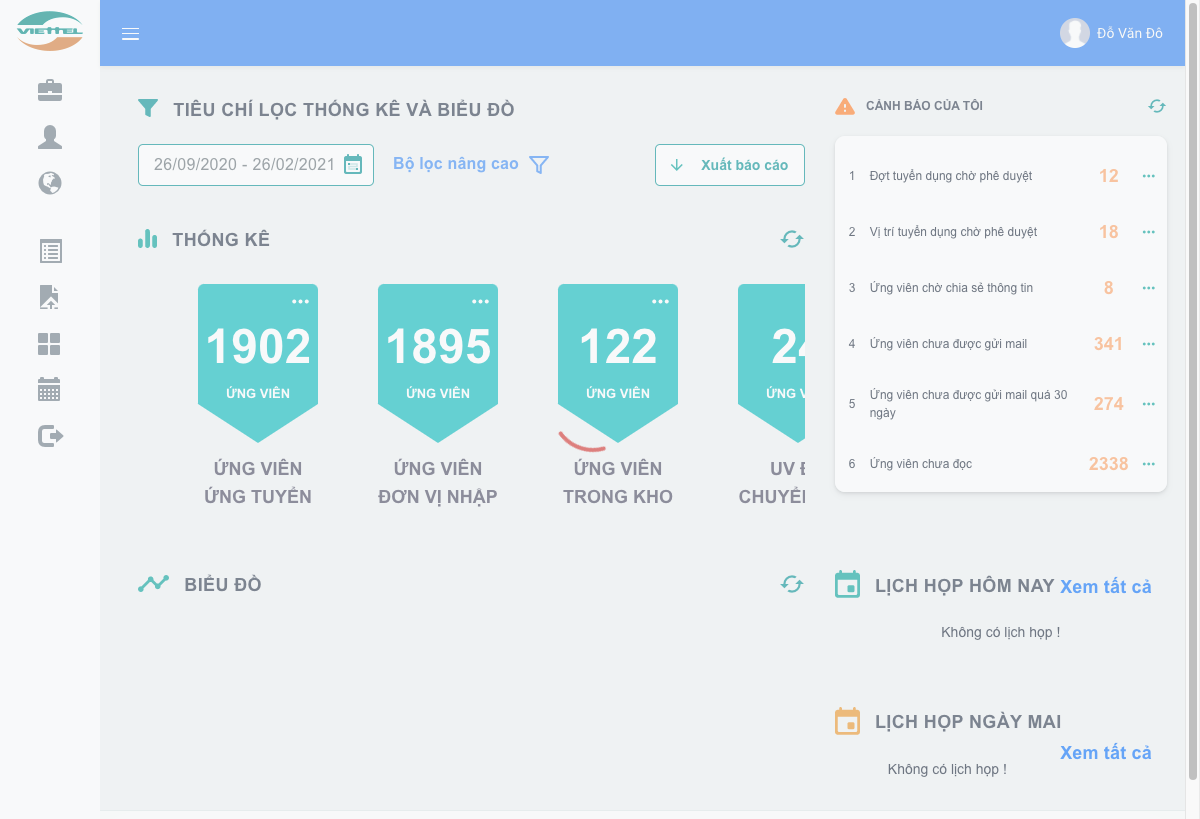 VIETTEL
Đỗ Văn Đô
TIÊU CHÍ LỌC THỐNG KÊ VÀ BIỂU ĐỒ
26/09/2020 - 26/02/2021
Bộ lọc nâng cao
Xuất báo cáo
THỐNG KÊ
1902
ỨNG VIÊN
ỨNG VIÊN
ỨNG TUYỂN
1895
ỨNG VIÊN
ỨNG VIÊN
ĐƠN VỊ NHẬP
122
ỨNG VIÊN
ỨNG VIÊN
TRONG KHO
ỨNG
UV
BIỂU ĐỒ
CẢNH BÁO CỦA TÔI
1 Đợt tuyển dụng chờ phê duyệt 12
2 Vị trí tuyển dụng chờ phê duyệt 18
3 Ứng viên chờ chia sẻ thông tin 8
4 Ứng viên chưa được gửi mail 341
5 Ứng viên chưa được gửi mail quá 30
ngày 274
6 Ứng viên chưa đọc 2338
LỊCH HỌP HÔM NAY Xem tất cả
Không có lịch họp !
LỊCH HỌP NGÀY MAI
Xem tất cả
Không có lịch họp !